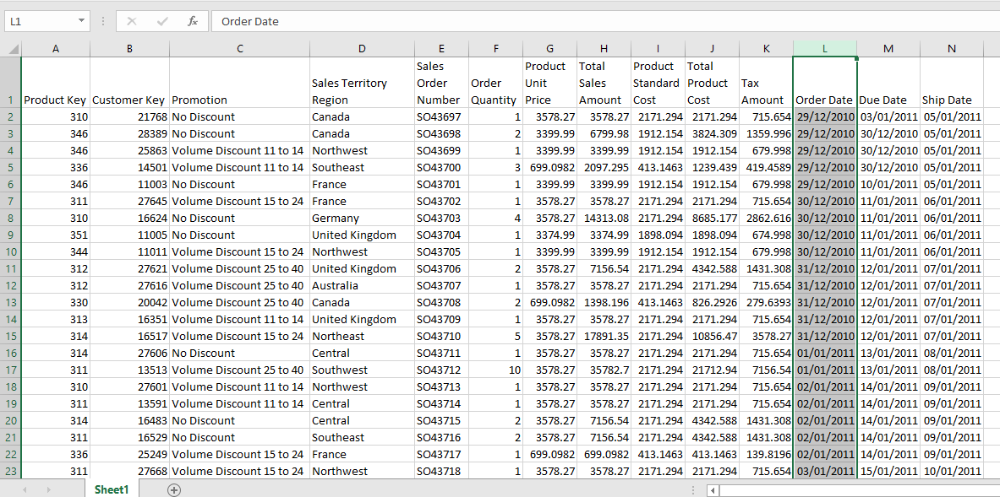 L1 fx Order Date
A B C D E F G H I J K L M N
1 Product Key Customer Key Promotion Sales Territory Region Sales Order Number Order Quantity Product Unit Price Total Sales Amount Product Standard Cost Total Product Cost Tax Amount Order Date Due Date Ship Date
2 310 21768 No Discount Canada SO43697 1 3578.27 3578.27 2171.294 2171.294 715.654 29/12/2010 03/01/2011 05/01/2011
3 346 28389 No Discount Canada SO43698 2 3399.99 6799.98 1912.154 3824.309 1359.996 29/12/2010 30/12/2010 05/01/2011
4 346 25863 Volume Discount 11 to 14 Northwest SO43699 1 3399.99 3399.99 1912.154 1912.154 679.998 29/12/2010 30/12/2010 05/01/2011
5 336 14501 Volume Discount 11 to 14 Southeast SO43700 3 699.0982 2097.295 413.1463 1239.439 419.4589 29/12/2010 30/12/2010 05/01/2011
6 346 11003 No Discount France SO43701 1 3399.99 3399.99 1912.154 1912.154 679.998 29/12/2010 10/01/2011 05/01/2011
7 311 27645 Volume Discount 15 to 24 France SO43702 1 3578.27 3578.27 2171.294 2171.294 715.654 30/12/2010 11/01/2011 06/01/2011
8 310 16624 No Discount Germany SO43703 4 3578.27 14313.08 2171.294 8685.177 2862.616 30/12/2010 11/01/2011 06/01/2011
9 351 11005 No Discount United Kingdom SO43704 1 3374.99 3374.99 1898.094 1898.094 674.998 30/12/2010 11/01/2011 06/01/2011
10 344 11011 Volume Discount 15 to 24 Northwest SO43705 1 3399.99 3399.99 1912.154 1912.154 679.998 30/12/2010 11/01/2011 06/01/2011
11 312 27621 Volume Discount 25 to 40 United Kingdom SO43706 2 3578.27 7156.54 2171.294 4342.588 1431.308 31/12/2010 12/01/2011 07/01/2011
12 312 27616 Volume Discount 25 to 40 Australia SO43707 1 3578.27 3578.27 2171.294 2171.294 715.654 31/12/2010 12/01/2011 07/01/2011
13 330 20042 Volume Discount 25 to 40 Canada SO43708 2 699.0982 1398.196 413.1463 826.2926 279.6393 31/12/2010 12/01/2011 07/01/2011
14 313 16351 Volume Discount 11 to 14 United Kingdom SO43709 1 3578.27 3578.27 2171.294 2171.294 715.654 31/12/2010 12/01/2011 07/01/2011
15 314 16517 Volume Discount 15 to 24 Northeast SO43710 5 3578.27 17891.35 2171.294 10856.47 3578.27 31/12/2010 12/01/2011 07/01/2011
16 314 27606 No Discount Central SO43711 1 3578.27 3578.27 2171.294 2171.294 715.654 01/01/2011 13/01/2011 08/01/2011
17 311 13513 Volume Discount 25 to 40 Southwest SO43712 10 3578.27 35782.7 2171.294 21712.94 7156.54 01/01/2011 13/01/2011 08/01/2011
18 310 27601 Volume Discount 11 to 14 Northwest SO43713 1 3578.27 3578.27 2171.294 2171.294 715.654 02/01/2011 14/01/2011 09/01/2011
19 311 13591 Volume Discount 11 to 14 Central SO43714 1 3578.27 3578.27 2171.294 2171.294 715.654 02/01/2011 14/01/2011 09/01/2011
20 314 16483 No Discount Central SO43715 2 3578.27 7156.54 2171.294 4342.588 1431.308 02/01/2011 14/01/2011 09/01/2011
21 311 16529 No Discount Southeast SO43716 2 3578.27 7156.54 2171.294 4342.588 1431.308 02/01/2011 14/01/2011 09/01/2011
22 336 25249 Volume Discount 15 to 24 France SO43717 1 699.0982 699.0982 413.1463 413.1463 139.8196 02/01/2011 14/01/2011 09/01/2011
23 311 27668 Volume Discount 15 to 24 Northwest SO43718 1 3578.27 3578.27 2171.294 2171.294 715.654 03/01/2011 15/01/2011 10/01/2011
Sheet1